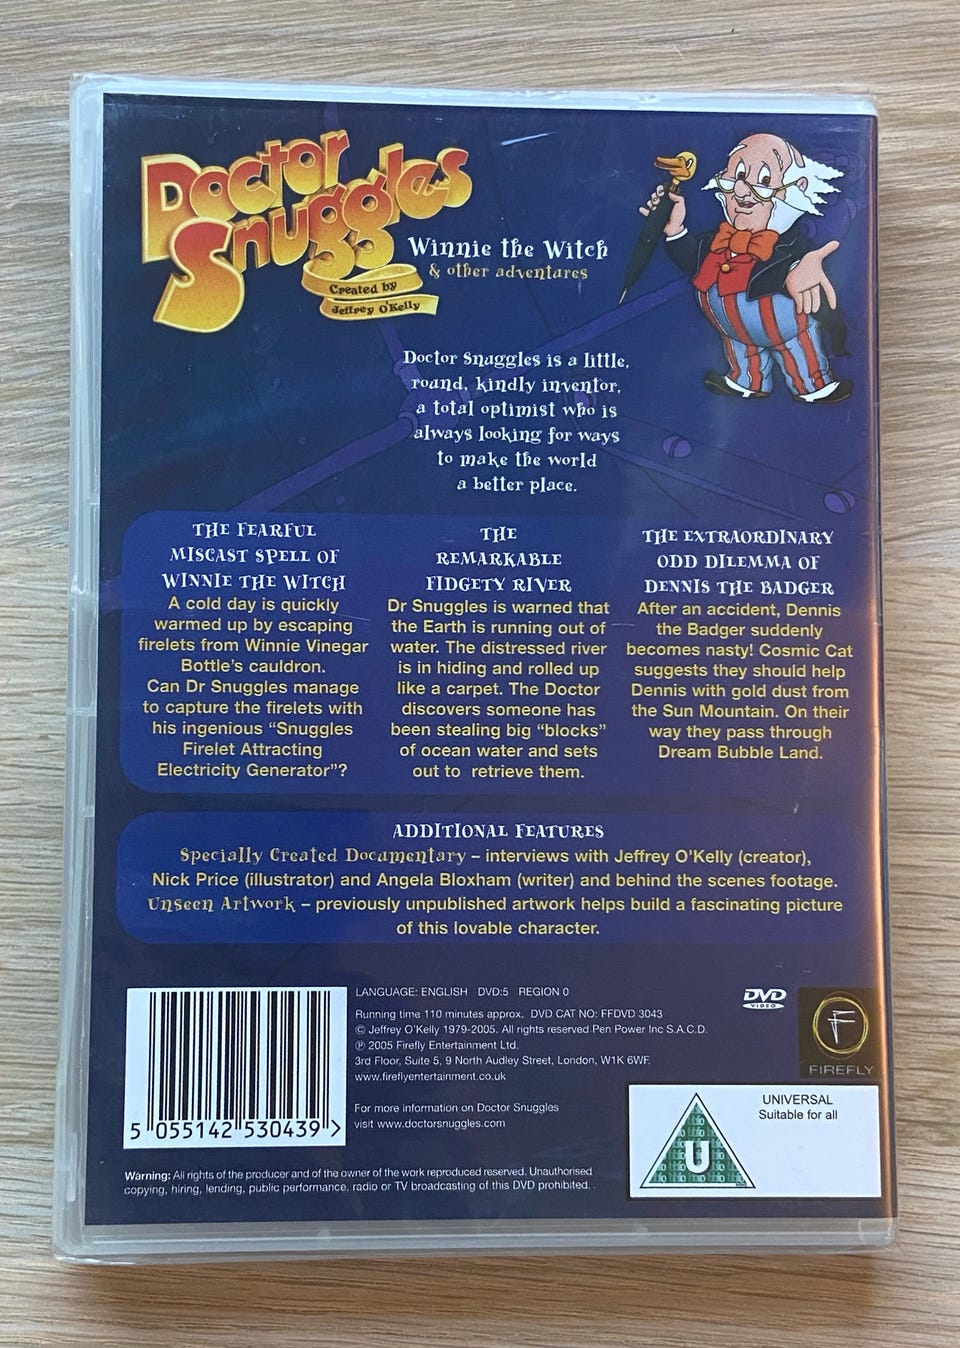 Doctor
Snuggles
Created by
Jeffrey O'Kelly
Winnie the Witch
& other adventures
Doctor Snuggles is a little,
round, kindly inventor,
a total optimist who is
always looking for ways
to make the world
a better place.
THE FEARFUL
MISCAST SPELL OF
WINNIE THE WITCH
A cold day is quickly
warmed up by escaping
firelets from Winnie Vinegar
Bottle's cauldron.
Can Dr Snuggles manage
to capture the firelets with
his ingenious "Snuggles
Firelet Attracting
Electricity Generator"?
THE
REMARKABLE
FIDGETY RIVER
Dr Snuggles is warned that
the Earth is running out of
water. The distressed river
is in hiding and rolled up
like a carpet. The Doctor
discovers someone has
been stealing big "blocks"
of ocean water and sets
out to retrieve them.
THE EXTRAORDINARY
ODD DILEMMA OF
DENNIS THE BADGER
After an accident, Dennis
the Badger suddenly
becomes nasty! Cosmic Cat
suggests they should help
Dennis with gold dust from
the Sun Mountain. On their
way they pass through
Dream Bubble Land.
ADDITIONAL FEATURES
Specially Created Documentary – interviews with Jeffrey O'Kelly (creator),
Nick Price (illustrator) and Angela Bloxham (writer) and behind the scenes footage.
Unseen Artwork – previously unpublished artwork helps build a fascinating picture
of this lovable character.
LANGUAGE: ENGLISH DVD:5 REGION 0
Running time 110 minutes approx. DVD CAT NO: FFDVD 3043
© Jeffrey O'Kelly 1979-2005. All rights reserved Pen Power Inc S.A.C.D.
℗ 2005 Firefly Entertainment Ltd.
3rd Floor, Suite 5, 9 North Audley Street, London, W1K 6WF.
www.fireflyentertainment.co.uk
For more information on Doctor Snuggles
visit www.doctorsnuggles.com
DVD
VIDEO
F
FIREFLY
5 055142 530439 >
UNIVERSAL
Suitable for all
U
Warning: All rights of the producer and of the owner of the work reproduced reserved. Unauthorised
copying, hiring, lending, public performance, radio or TV broadcasting of this DVD prohibited.